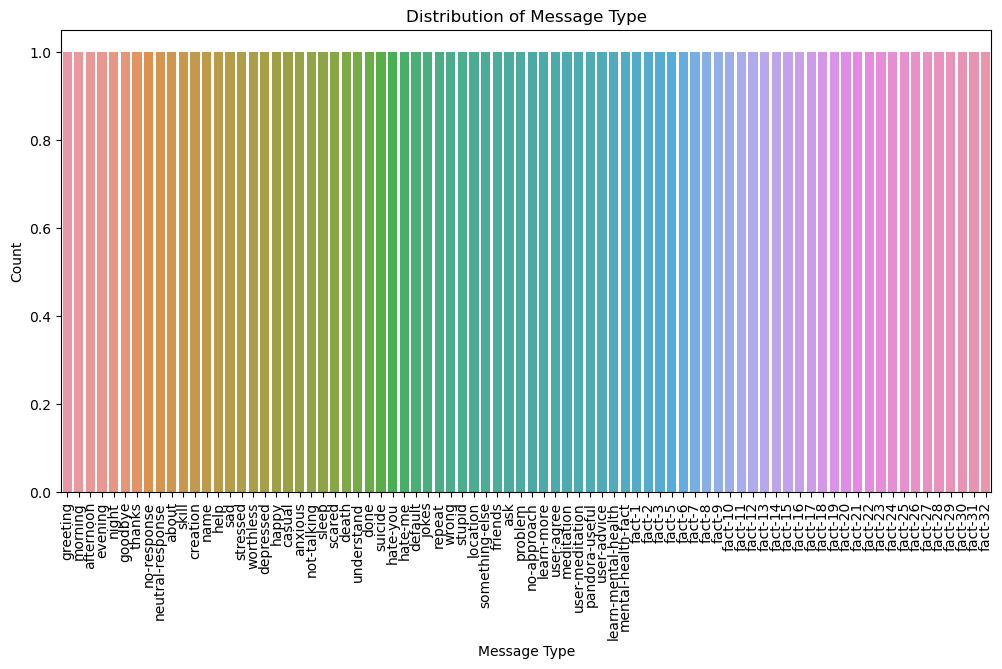 Distribution of Message Type
Count
1.0
0.8
0.6
0.4
0.2
0.0
greeting
morning
afternoon
evening
night
goodbye
thanks
no-response
neutral-response
about
skill
creation
name
help
sad
stressed
worthless
depressed
happy
casual
anxious
not-talking
sleep
scared
death
understand
done
suicide
hate-you
hate-me
default
jokes
repeat
wrong
stupid
location
something-else
friends
ask
problem
no-approach
learn-more
user-agree
meditation
user-meditation
pandora-useful
user-advice
learn-mental-health
mental-health-fact
fact-1
fact-2
fact-3
fact-5
fact-6
fact-7
fact-8
fact-9
fact-10
fact-11
fact-12
fact-13
fact-14
fact-15
fact-16
fact-17
fact-18
fact-19
fact-20
fact-21
fact-22
fact-23
fact-24
fact-25
fact-26
fact-27
fact-28
fact-29
fact-30
fact-31
fact-32
Message Type